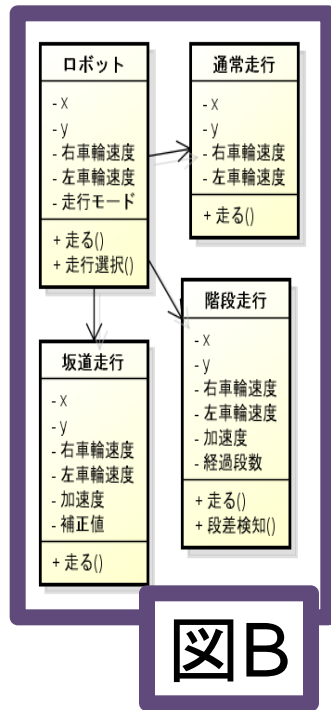 ロボット
- x
- y
- 右車輪速度
- 左車輪速度
- 走行モード
+ 走る()
+ 走行選択()
通常走行
- x
- y
- 右車輪速度
- 左車輪速度
+ 走る()
坂道走行
- x
- y
- 右車輪速度
- 左車輪速度
- 加速度
- 補正値
+ 走る()
階段走行
- x
- y
- 右車輪速度
- 左車輪速度
- 加速度
- 経過段数
+ 走る()
+ 段差検知()
図B